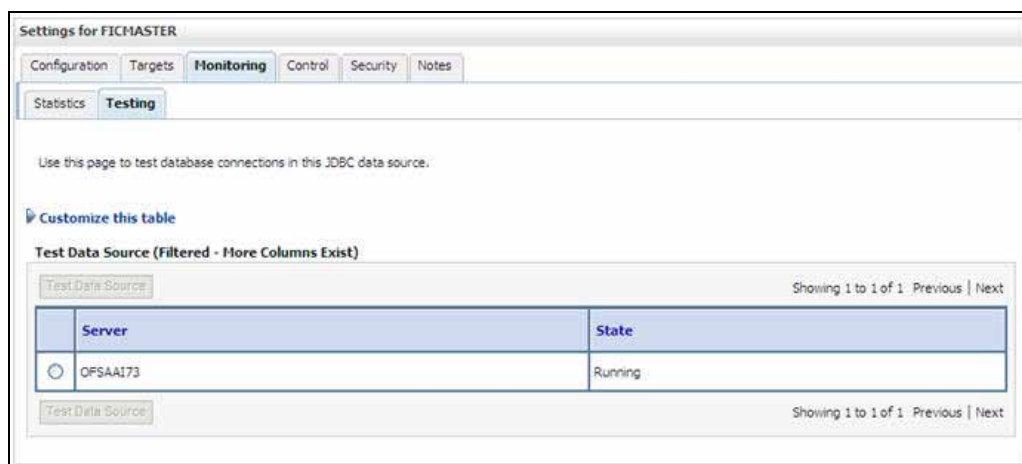 Settings for FICMASTER
Configuration Targets Monitoring Control Security Notes
Statistics Testing
Use this page to test database connections in this JDBC data source.
Customize this table
Test Data Source (Filtered - More Columns Exist)
Test Data Source Showing 1 to 1 of 1 Previous | Next
Server State
OFSAAI73 Running
Test Data Source Showing 1 to 1 of 1 Previous | Next